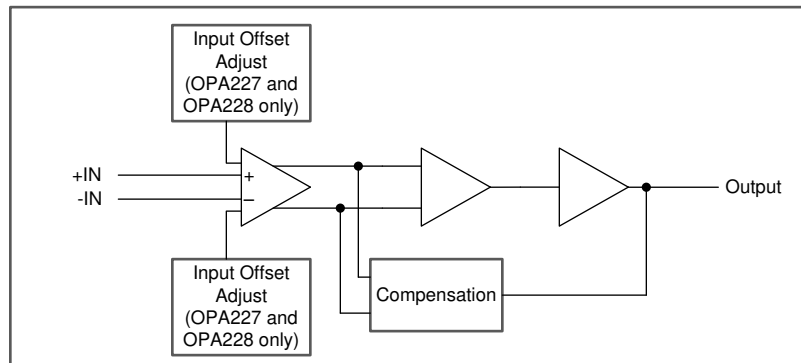 Input Offset
Adjust
(OPA227 and
OPA228 only)
+IN
-IN
+
−
Output
Input Offset
Adjust
(OPA227 and
OPA228 only)
Compensation